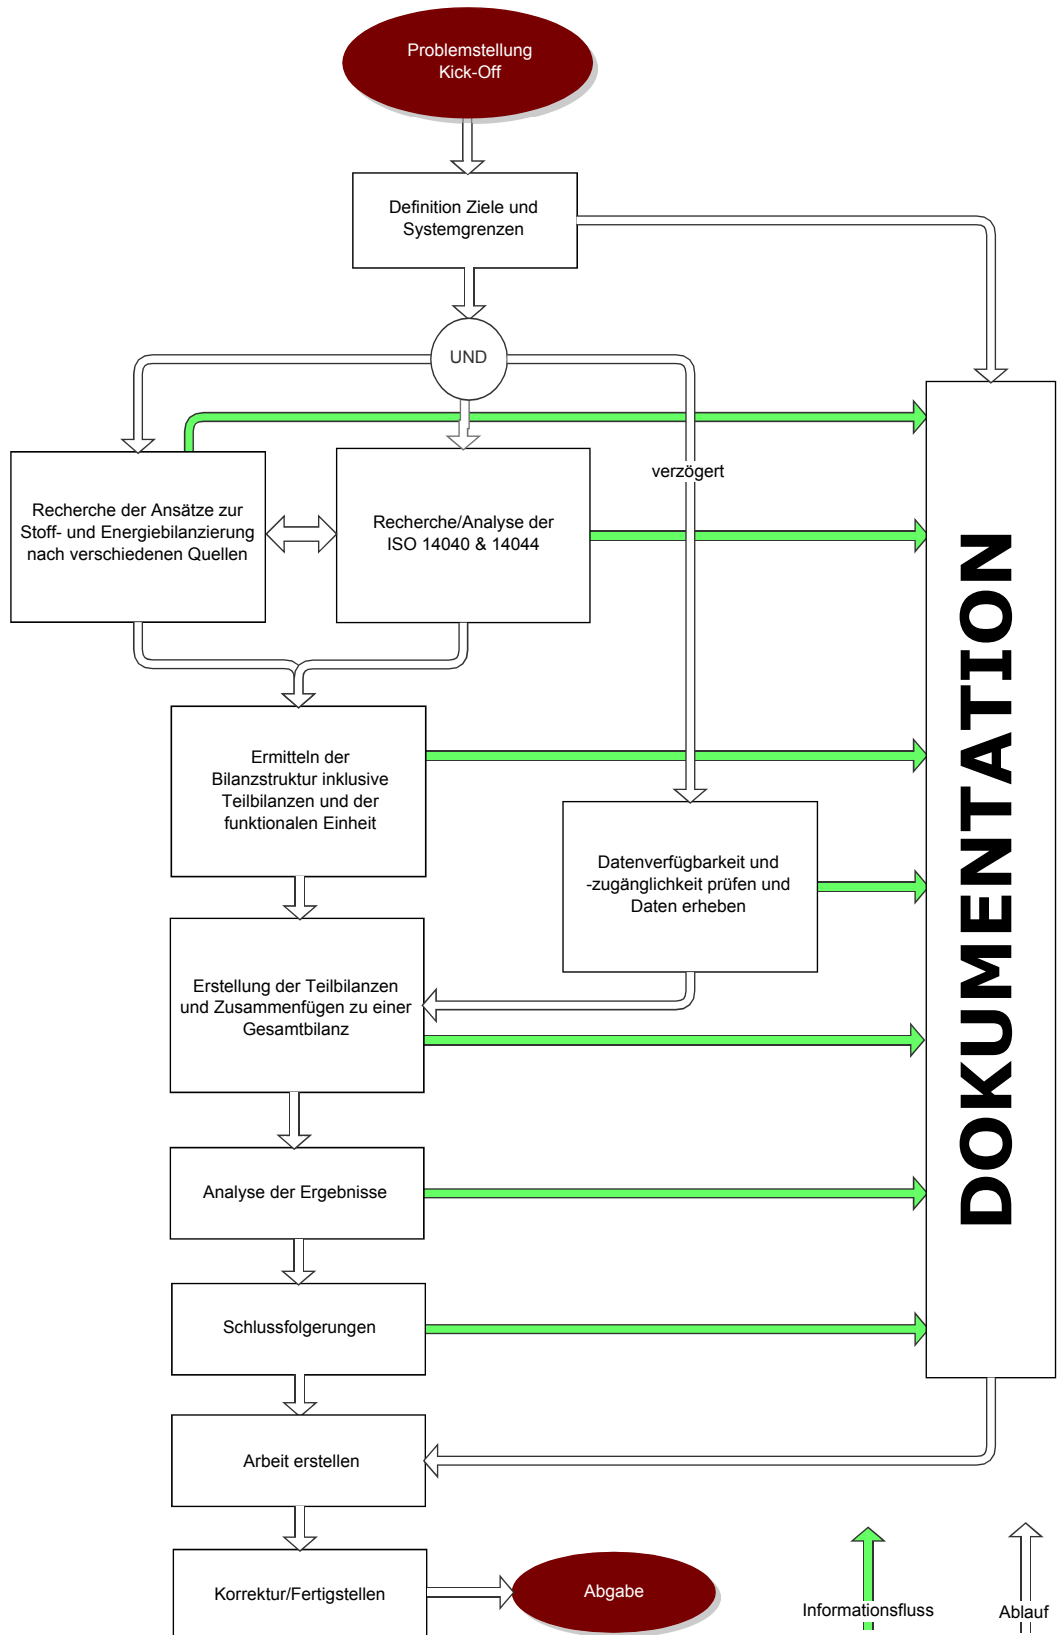 Problemstellung
Kick-Off
Definition Ziele und
Systemgrenzen
UND
verzögert
Recherche der Ansätze zur
Stoff- und Energiebilanzierung
nach verschiedenen Quellen
Recherche/Analyse der
ISO 14040 & 14044
DOKUMENTATION
Ermitteln der
Bilanzstruktur inklusive
Teilbilanzen und der
funktionalen Einheit
Datenverfügbarkeit und
-zugänglichkeit prüfen und
Daten erheben
Erstellung der Teilbilanzen
und Zusammenfügen zu einer
Gesamtbilanz
Analyse der Ergebnisse
Schlussfolgerungen
Arbeit erstellen
Korrektur/Fertigstellen
Abgabe
Informationsfluss
Ablauf